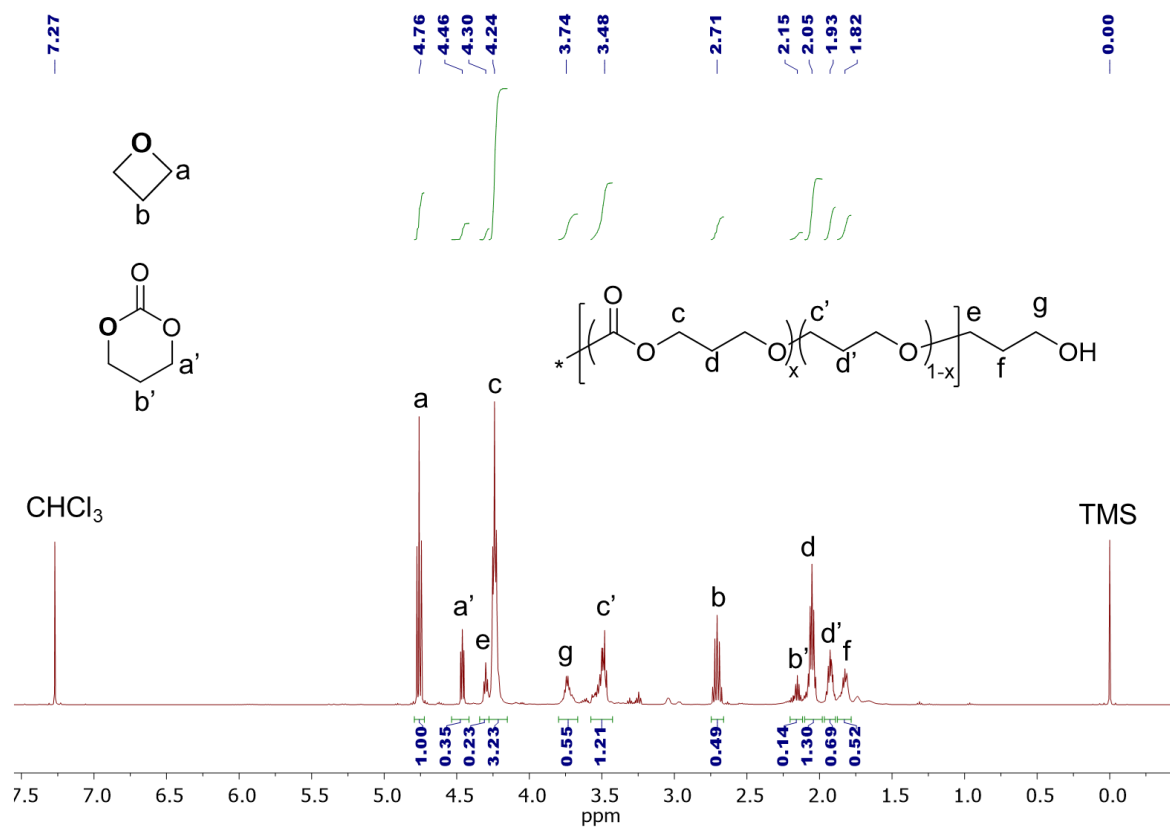 7.27 4.76 4.46 4.30 4.24 3.74 3.48 2.71 2.15 2.05 1.93 1.82 0.00
O
a
b
O
O O
a'
b'
O
c c' e g
* O O O OH
d x d' 1-x f
c
a
CHCl3
TMS
d
a' c' b
e g b' d' f
1.00 0.35 0.23 3.23 0.55 1.21 0.49 0.14 1.30 0.69 0.52
7.5 7.0 6.5 6.0 5.5 5.0 4.5 4.0 3.5 3.0 2.5 2.0 1.5 1.0 0.5 0.0
ppm